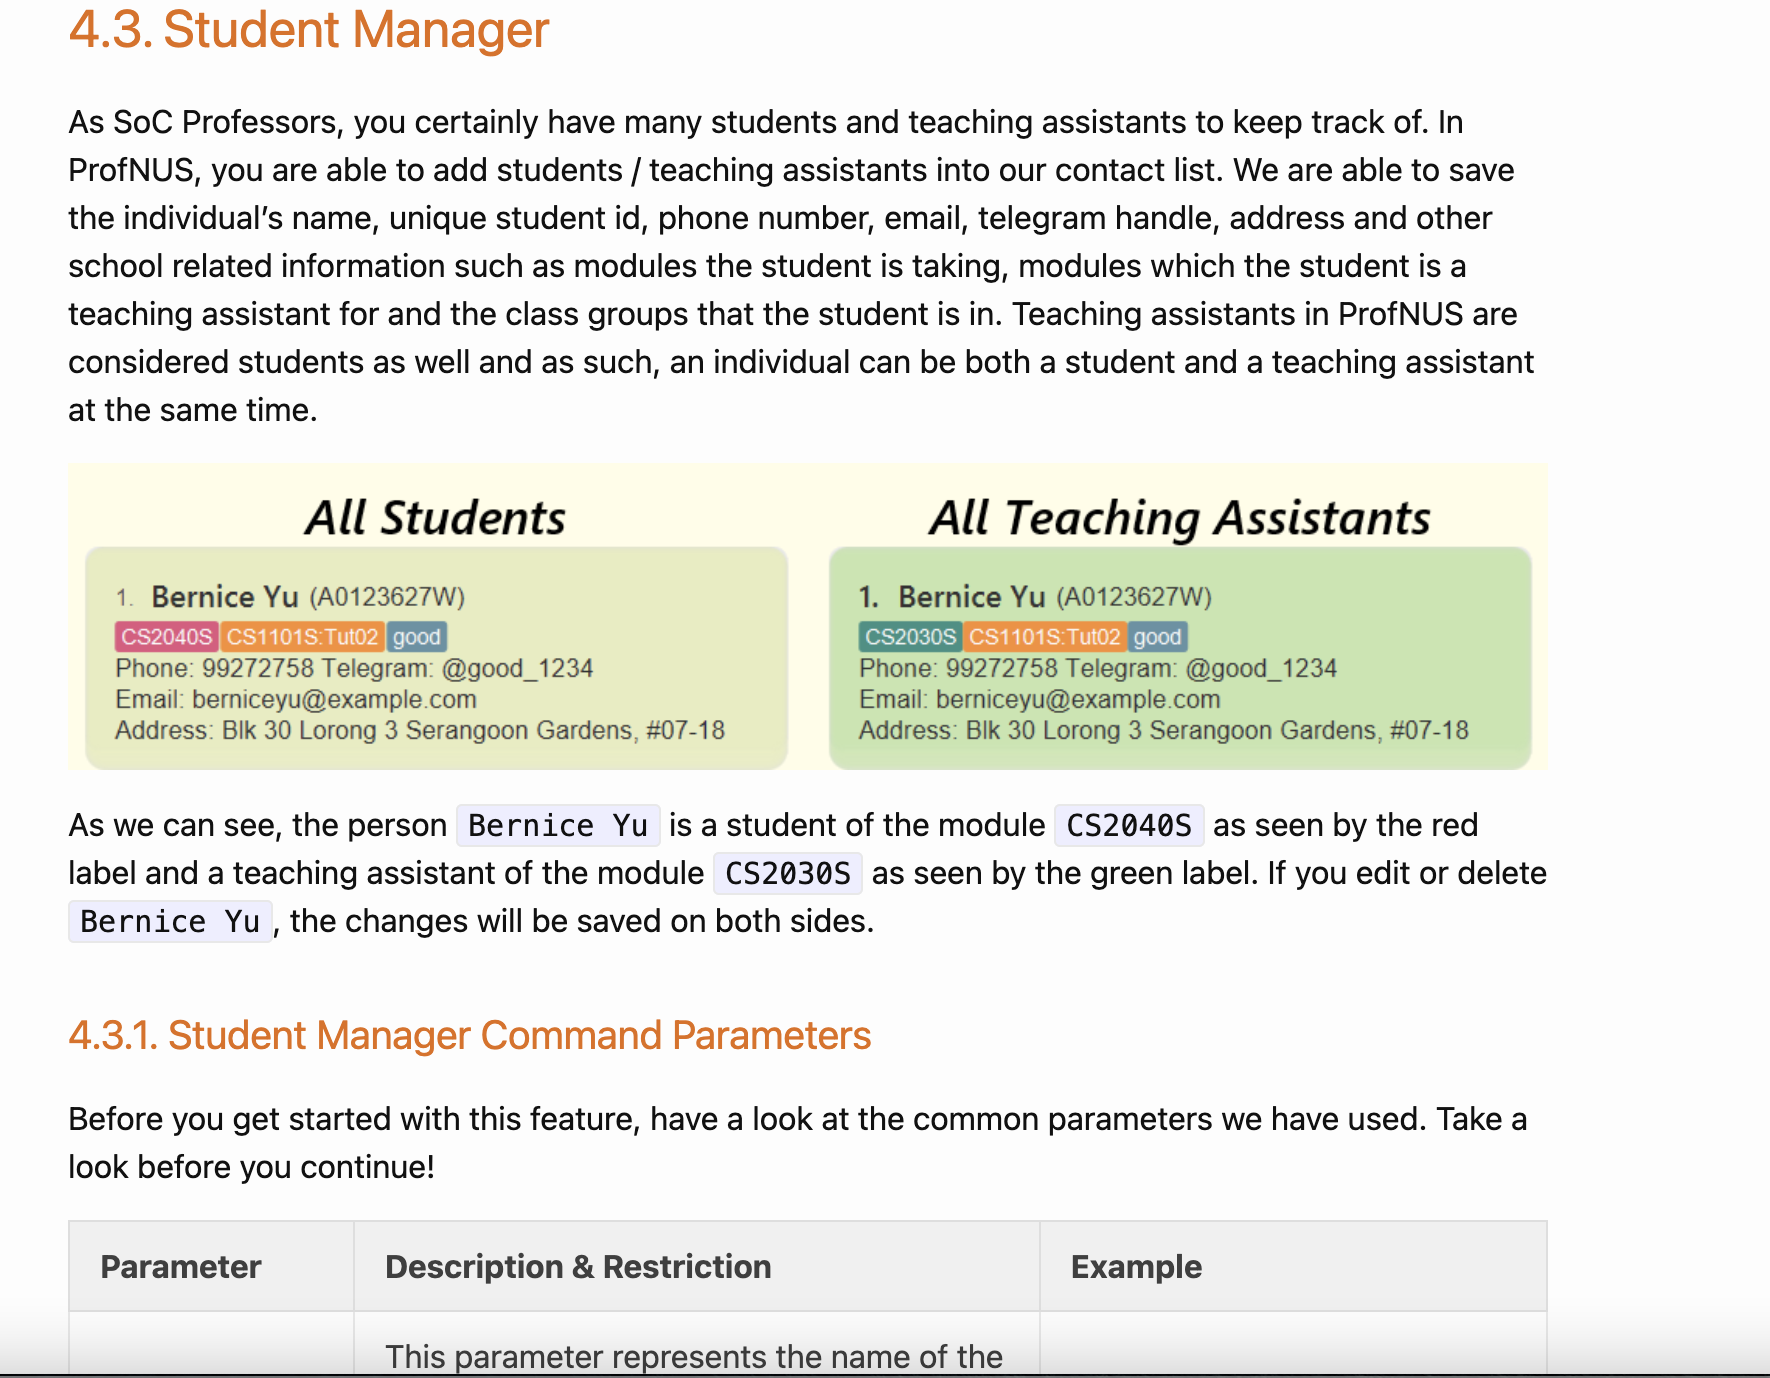 4.3. Student Manager
As SoC Professors, you certainly have many students and teaching assistants to keep track of. In
ProfNUS, you are able to add students / teaching assistants into our contact list. We are able to save
the individual’s name, unique student id, phone number, email, telegram handle, address and other
school related information such as modules the student is taking, modules which the student is a
teaching assistant for and the class groups that the student is in. Teaching assistants in ProfNUS are
considered students as well and as such, an individual can be both a student and a teaching assistant
at the same time.
All Students
1. Bernice Yu (A0123627W)
CS2040S CS1101S:Tut02 good
Phone: 99272758 Telegram: @good_1234
Email: berniceyu@example.com
Address: Blk 30 Lorong 3 Serangoon Gardens, #07-18
All Teaching Assistants
1. Bernice Yu (A0123627W)
CS2030S CS1101S:Tut02 good
Phone: 99272758 Telegram: @good_1234
Email: berniceyu@example.com
Address: Blk 30 Lorong 3 Serangoon Gardens, #07-18
As we can see, the person Bernice Yu is a student of the module CS2040S as seen by the red
label and a teaching assistant of the module CS2030S as seen by the green label. If you edit or delete
Bernice Yu , the changes will be saved on both sides.
4.3.1. Student Manager Command Parameters
Before you get started with this feature, have a look at the common parameters we have used. Take a
look before you continue!
Parameter Description & Restriction Example
This parameter represents the name of the